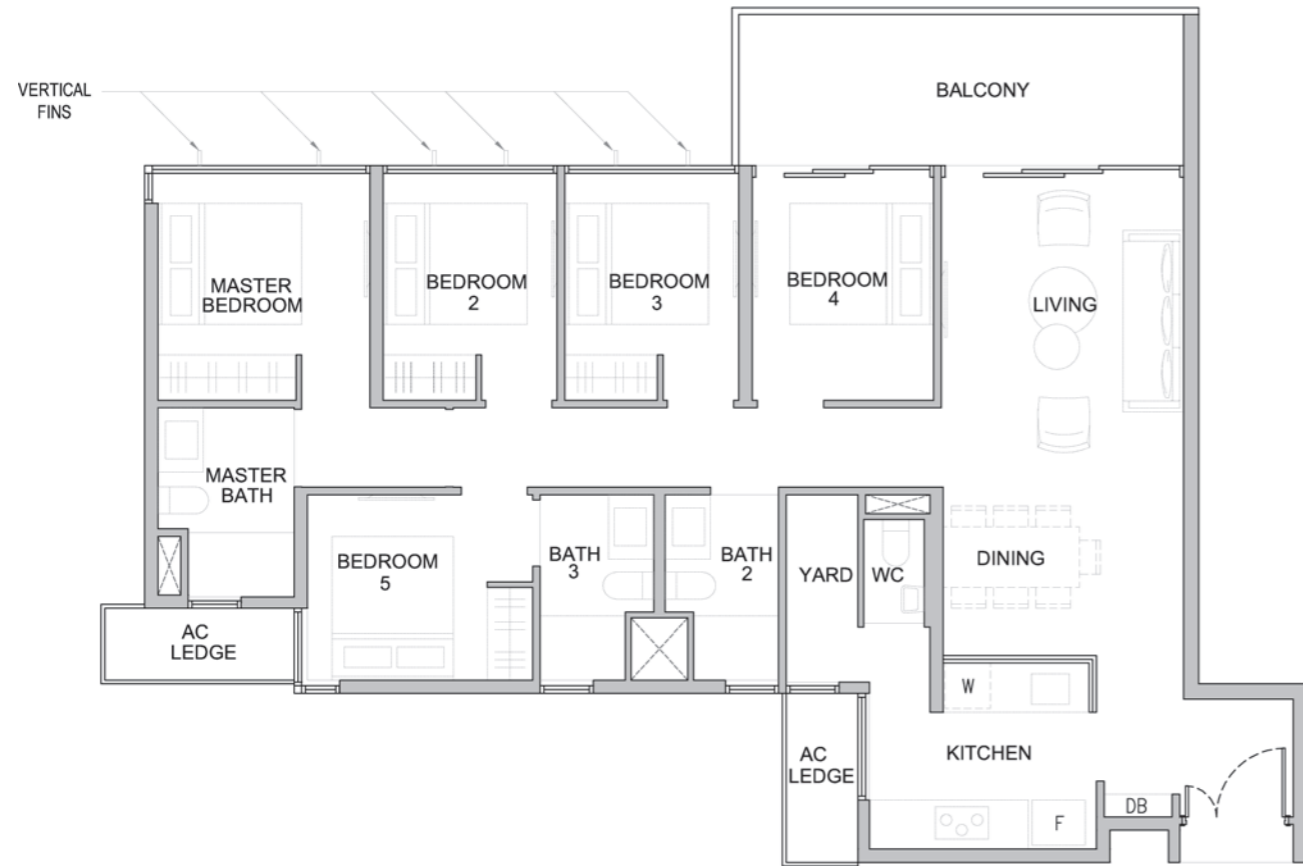 BALCONY
VERTICAL
FINS
MASTER
BEDROOM
BEDROOM
2
BEDROOM
3
BEDROOM
4
LIVING
MASTER
BATH
BEDROOM
5
BATH
3
BATH
2
YARD
WC
DINING
AC
LEDGE
W
KITCHEN
AC
LEDGE
F
DB